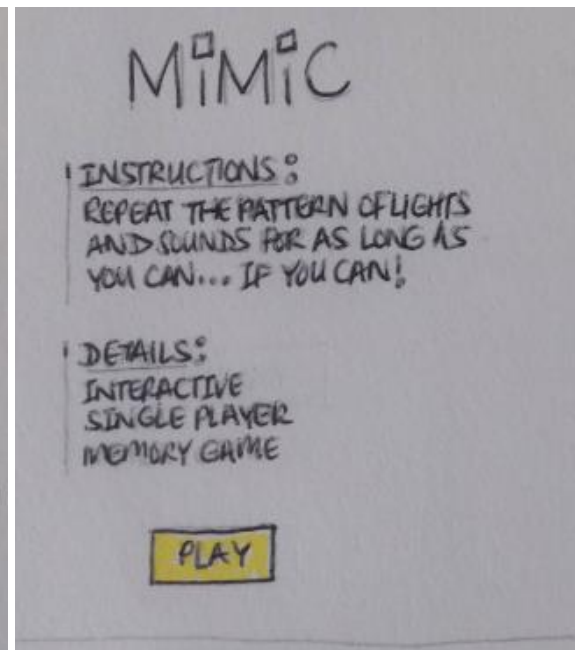 MiMiC
INSTRUCTIONS:
REPEAT THE PATTERN OF LIGHTS
AND SOUNDS FOR AS LONG AS
YOU CAN... IF YOU CAN!
DETAILS:
INTERACTIVE
SINGLE PLAYER
MEMORY GAME
PLAY